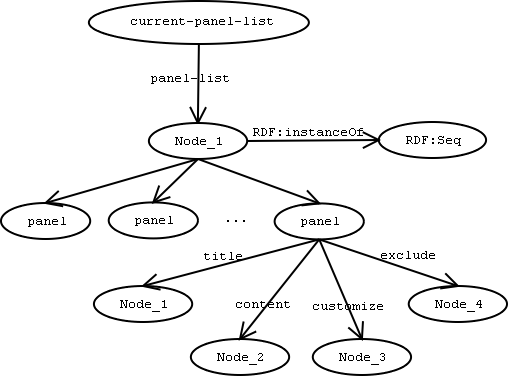 current-panel-list
panel-list
RDF:instanceOf
Node_1
RDF:Seq
panel
panel
...
panel
title
exclude
Node_1
content
customize
Node_4
Node_2
Node_3